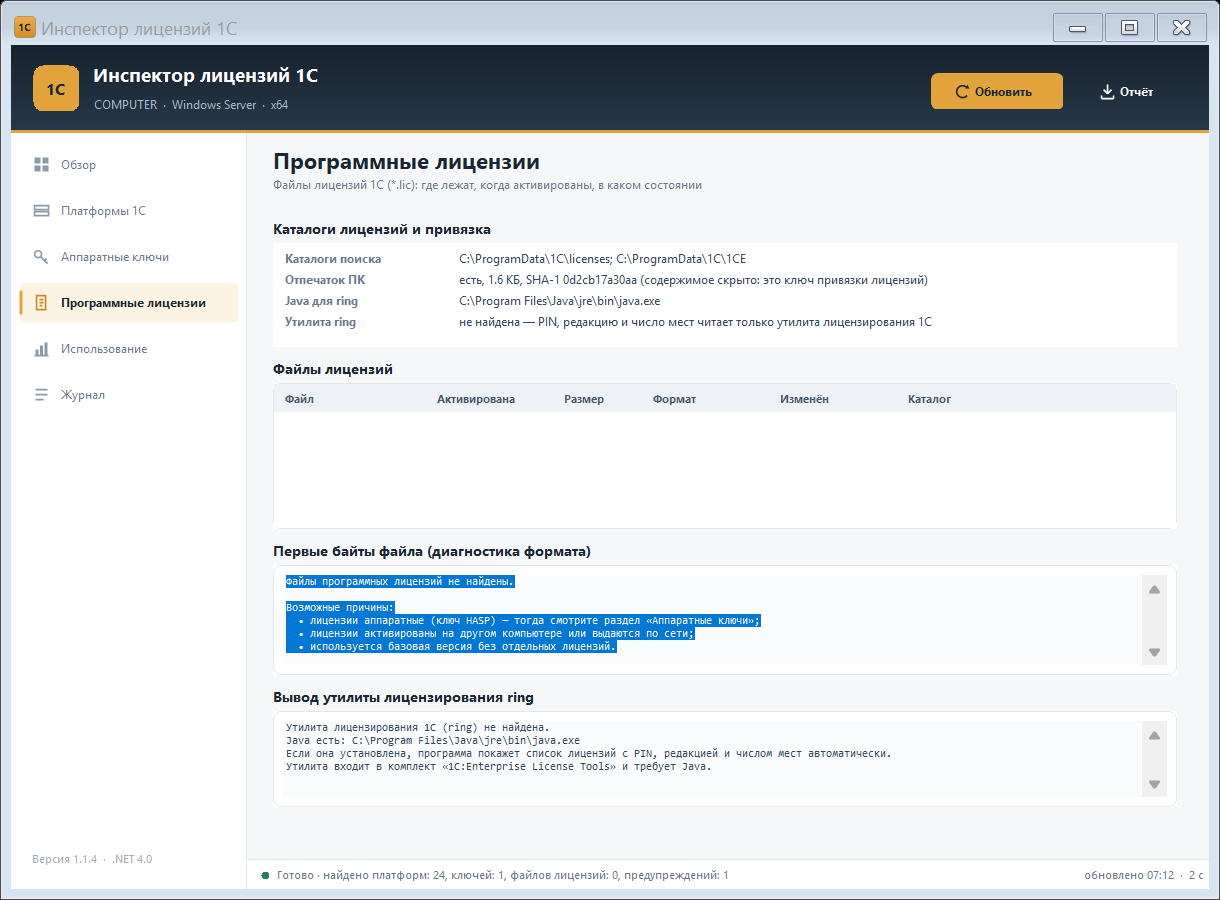 1C Инспектор лицензий 1С
1C
Инспектор лицензий 1С
COMPUTER · Windows Server · x64
Обновить
Отчёт
Обзор
Платформы 1С
Аппаратные ключи
Программные лицензии
Использование
Журнал
Версия 1.1.4 · .NET 4.0
Программные лицензии
Файлы лицензий 1С (*.lic): где лежат, когда активированы, в каком состоянии
Каталоги лицензий и привязка
Каталоги поиска C:\ProgramData\1C\licenses; C:\ProgramData\1C\1CE
Отпечаток ПК есть, 1.6 КБ, SHA-1 0d2cb17a30aa (содержимое скрыто: это ключ привязки лицензий)
Java для ring C:\Program Files\Java\jre\bin\java.exe
Утилита ring не найдена — PIN, редакцию и число мест читает только утилита лицензирования 1С
Файлы лицензий
Файл Активирована Размер Формат Изменён Каталог
Первые байты файла (диагностика формата)
Файлы программных лицензий не найдены.
Возможные причины:
• лицензии аппаратные (ключ HASP) — тогда смотрите раздел «Аппаратные ключи»;
• лицензии активированы на другом компьютере или выдаются по сети;
• используется базовая версия без отдельных лицензий.
Вывод утилиты лицензирования ring
Утилита лицензирования 1С (ring) не найдена.
Java есть: C:\Program Files\Java\jre\bin\java.exe
Если она установлена, программа покажет список лицензий с PIN, редакцией и числом мест автоматически.
Утилита входит в комплект «1C:Enterprise License Tools» и требует Java.
Готово · найдено платформ: 24, ключей: 1, файлов лицензий: 0, предупреждений: 1
обновлено 07:12 · 2 с